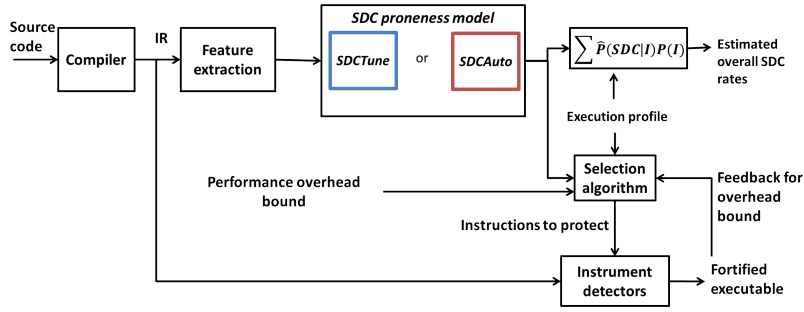 Source
code
Compiler
IR
Feature
extraction
SDC proneness model
SDCTune
or
SDCAuto
∑ P̂(SDC|I)P(I)
Estimated
overall SDC
rates
Execution profile
Performance overhead
bound
Selection
algorithm
Feedback for
overhead
bound
Instructions to protect
Instrument
detectors
Fortified
executable